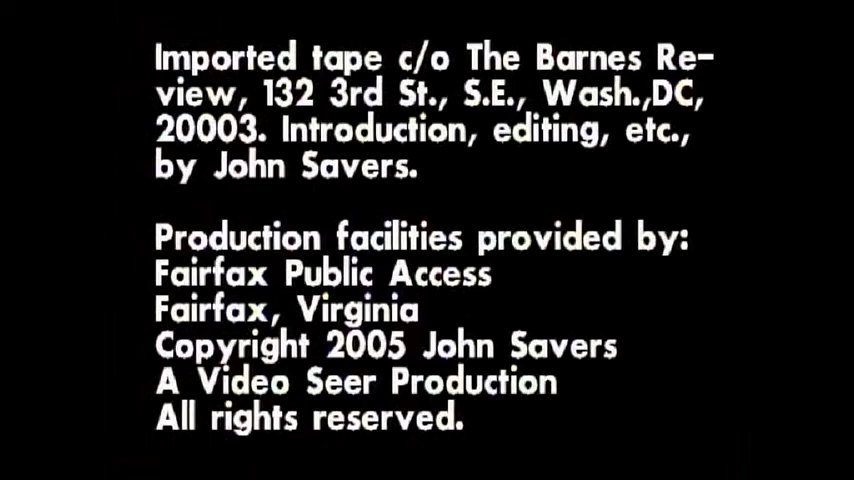 Imported tape c/o The Barnes Re-
view, 132 3rd St., S.E., Wash.,DC,
20003. Introduction, editing, etc.,
by John Savers.
Production facilities provided by:
Fairfax Public Access
Fairfax, Virginia
Copyright 2005 John Savers
A Video Seer Production
All rights reserved.